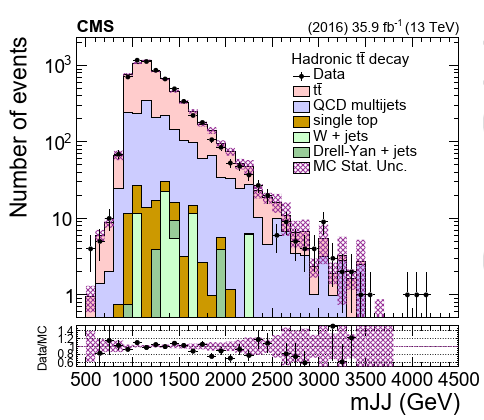 CMS
(2016) 35.9 fb⁻¹ (13 TeV)
Number of events
10³
10²
10
1
Hadronic tt̄ decay
Data
tt̄
QCD multijets
single top
W + jets
Drell-Yan + jets
MC Stat. Unc.
Data/MC
1.4
1.2
1
0.8
0.6
500 1000 1500 2000 2500 3000 3500 4000 4500
mJJ (GeV)